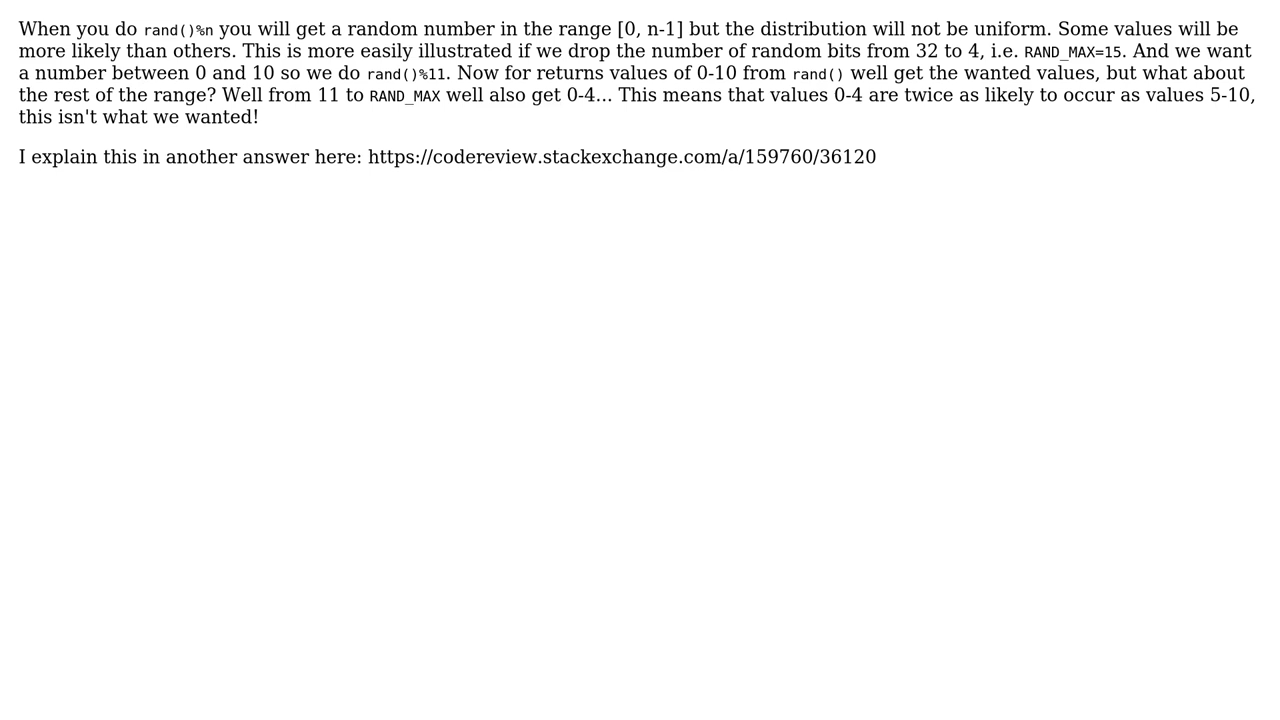 When you do rand()%n you will get a random number in the range [0, n-1] but the distribution will not be uniform. Some values will be
more likely than others. This is more easily illustrated if we drop the number of random bits from 32 to 4, i.e. RAND_MAX=15. And we want
a number between 0 and 10 so we do rand()%11. Now for returns values of 0-10 from rand() well get the wanted values, but what about
the rest of the range? Well from 11 to RAND_MAX well also get 0-4... This means that values 0-4 are twice as likely to occur as values 5-10,
this isn't what we wanted!
I explain this in another answer here: https://codereview.stackexchange.com/a/159760/36120